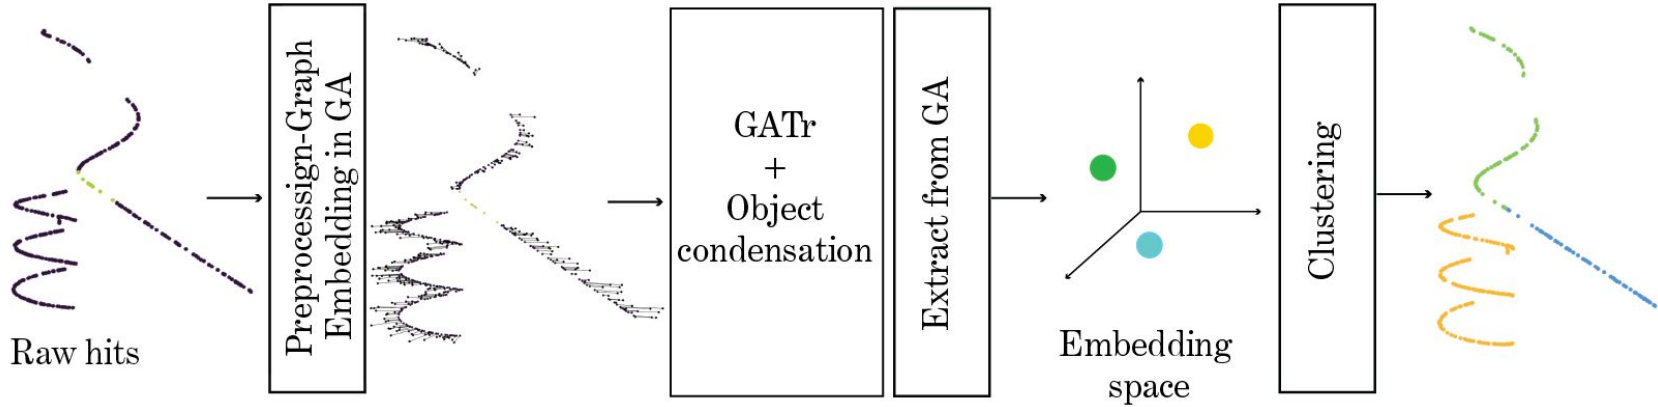 Raw hits
Preprocessign-Graph
Embedding in GA
GATr
+
Object
condensation
Extract from GA
Embedding
space
Clustering